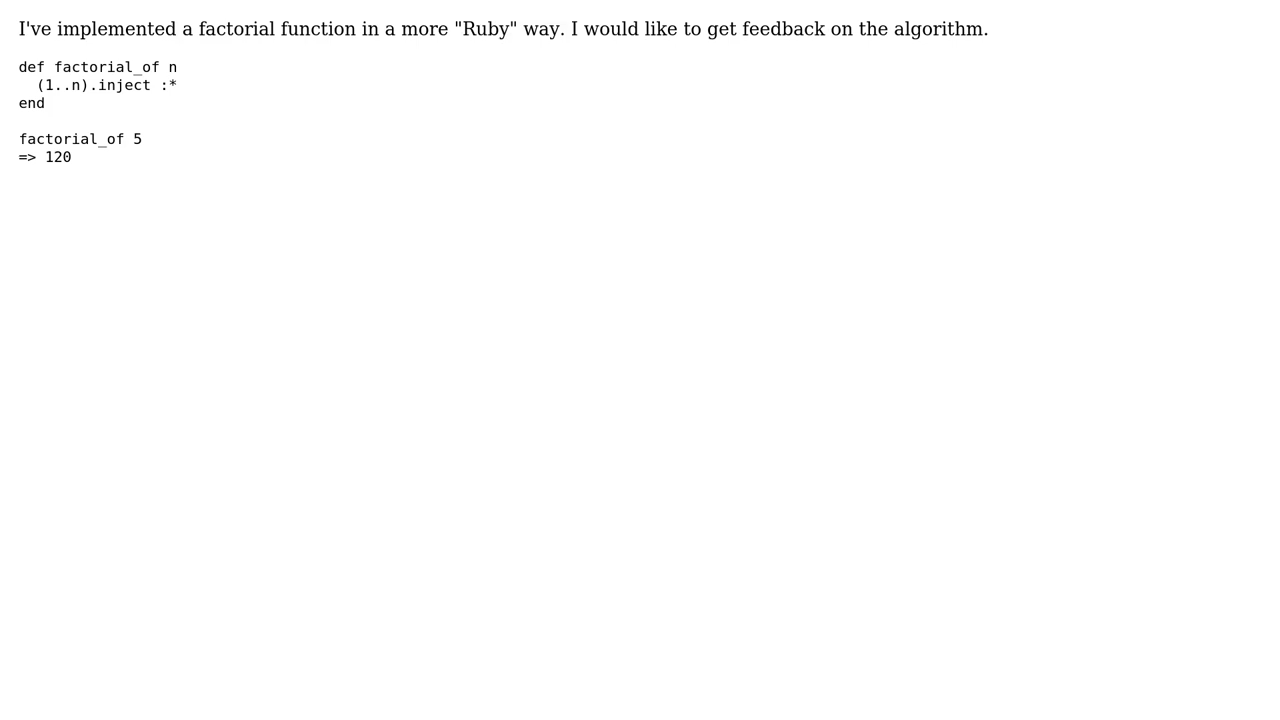 I've implemented a factorial function in a more "Ruby" way. I would like to get feedback on the algorithm.
def factorial_of n
  (1..n).inject :*
end
factorial_of 5
=> 120